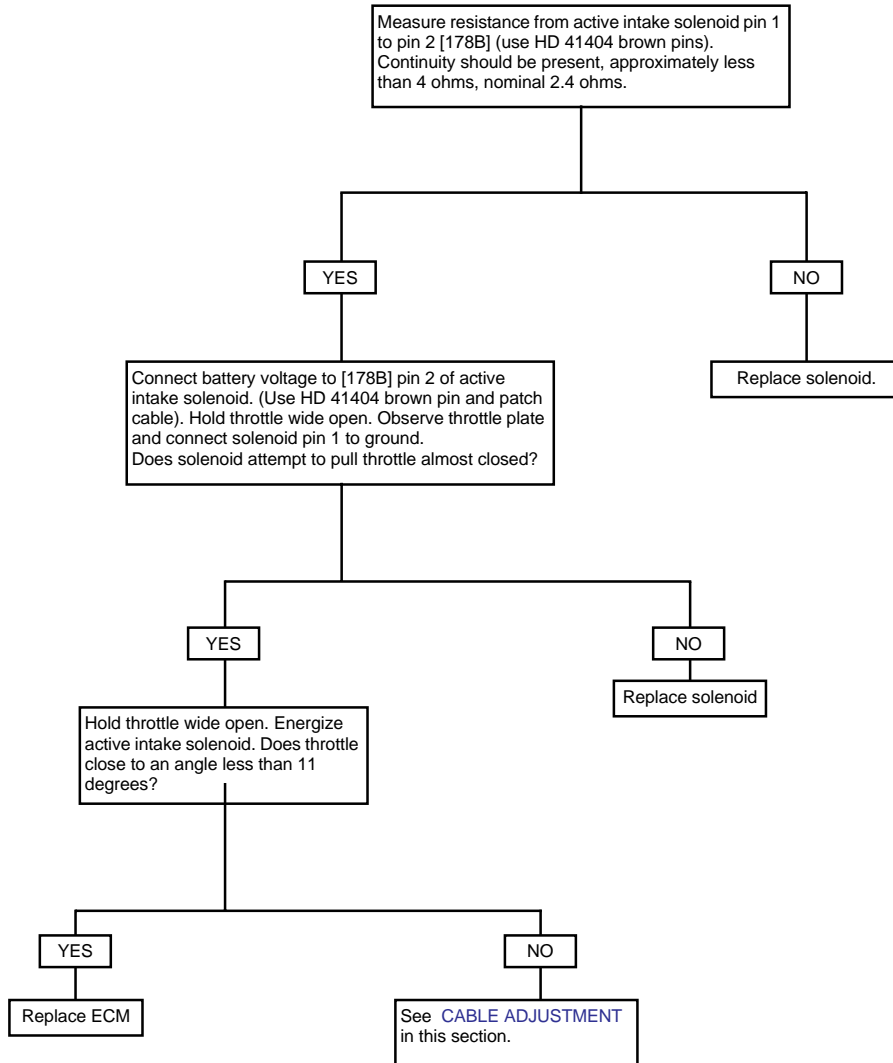 Measure resistance from active intake solenoid pin 1
to pin 2 [178B] (use HD 41404 brown pins).
Continuity should be present, approximately less
than 4 ohms, nominal 2.4 ohms.
YES
NO
Connect battery voltage to [178B] pin 2 of active
intake solenoid. (Use HD 41404 brown pin and patch
cable). Hold throttle wide open. Observe throttle plate
and connect solenoid pin 1 to ground.
Does solenoid attempt to pull throttle almost closed?
Replace solenoid.
YES
NO
Hold throttle wide open. Energize
active intake solenoid. Does throttle
close to an angle less than 11
degrees?
Replace solenoid
YES
NO
Replace ECM
See CABLE ADJUSTMENT
in this section.